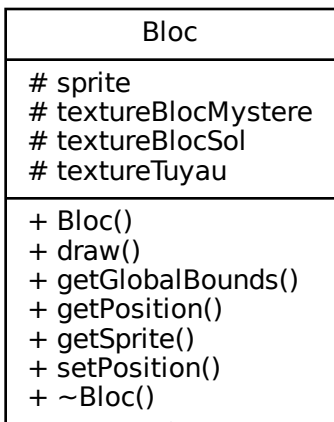 Bloc
# sprite
# textureBlocMystere
# textureBlocSol
# textureTuyau
+ Bloc()
+ draw()
+ getGlobalBounds()
+ getPosition()
+ getSprite()
+ setPosition()
+ ~Bloc()